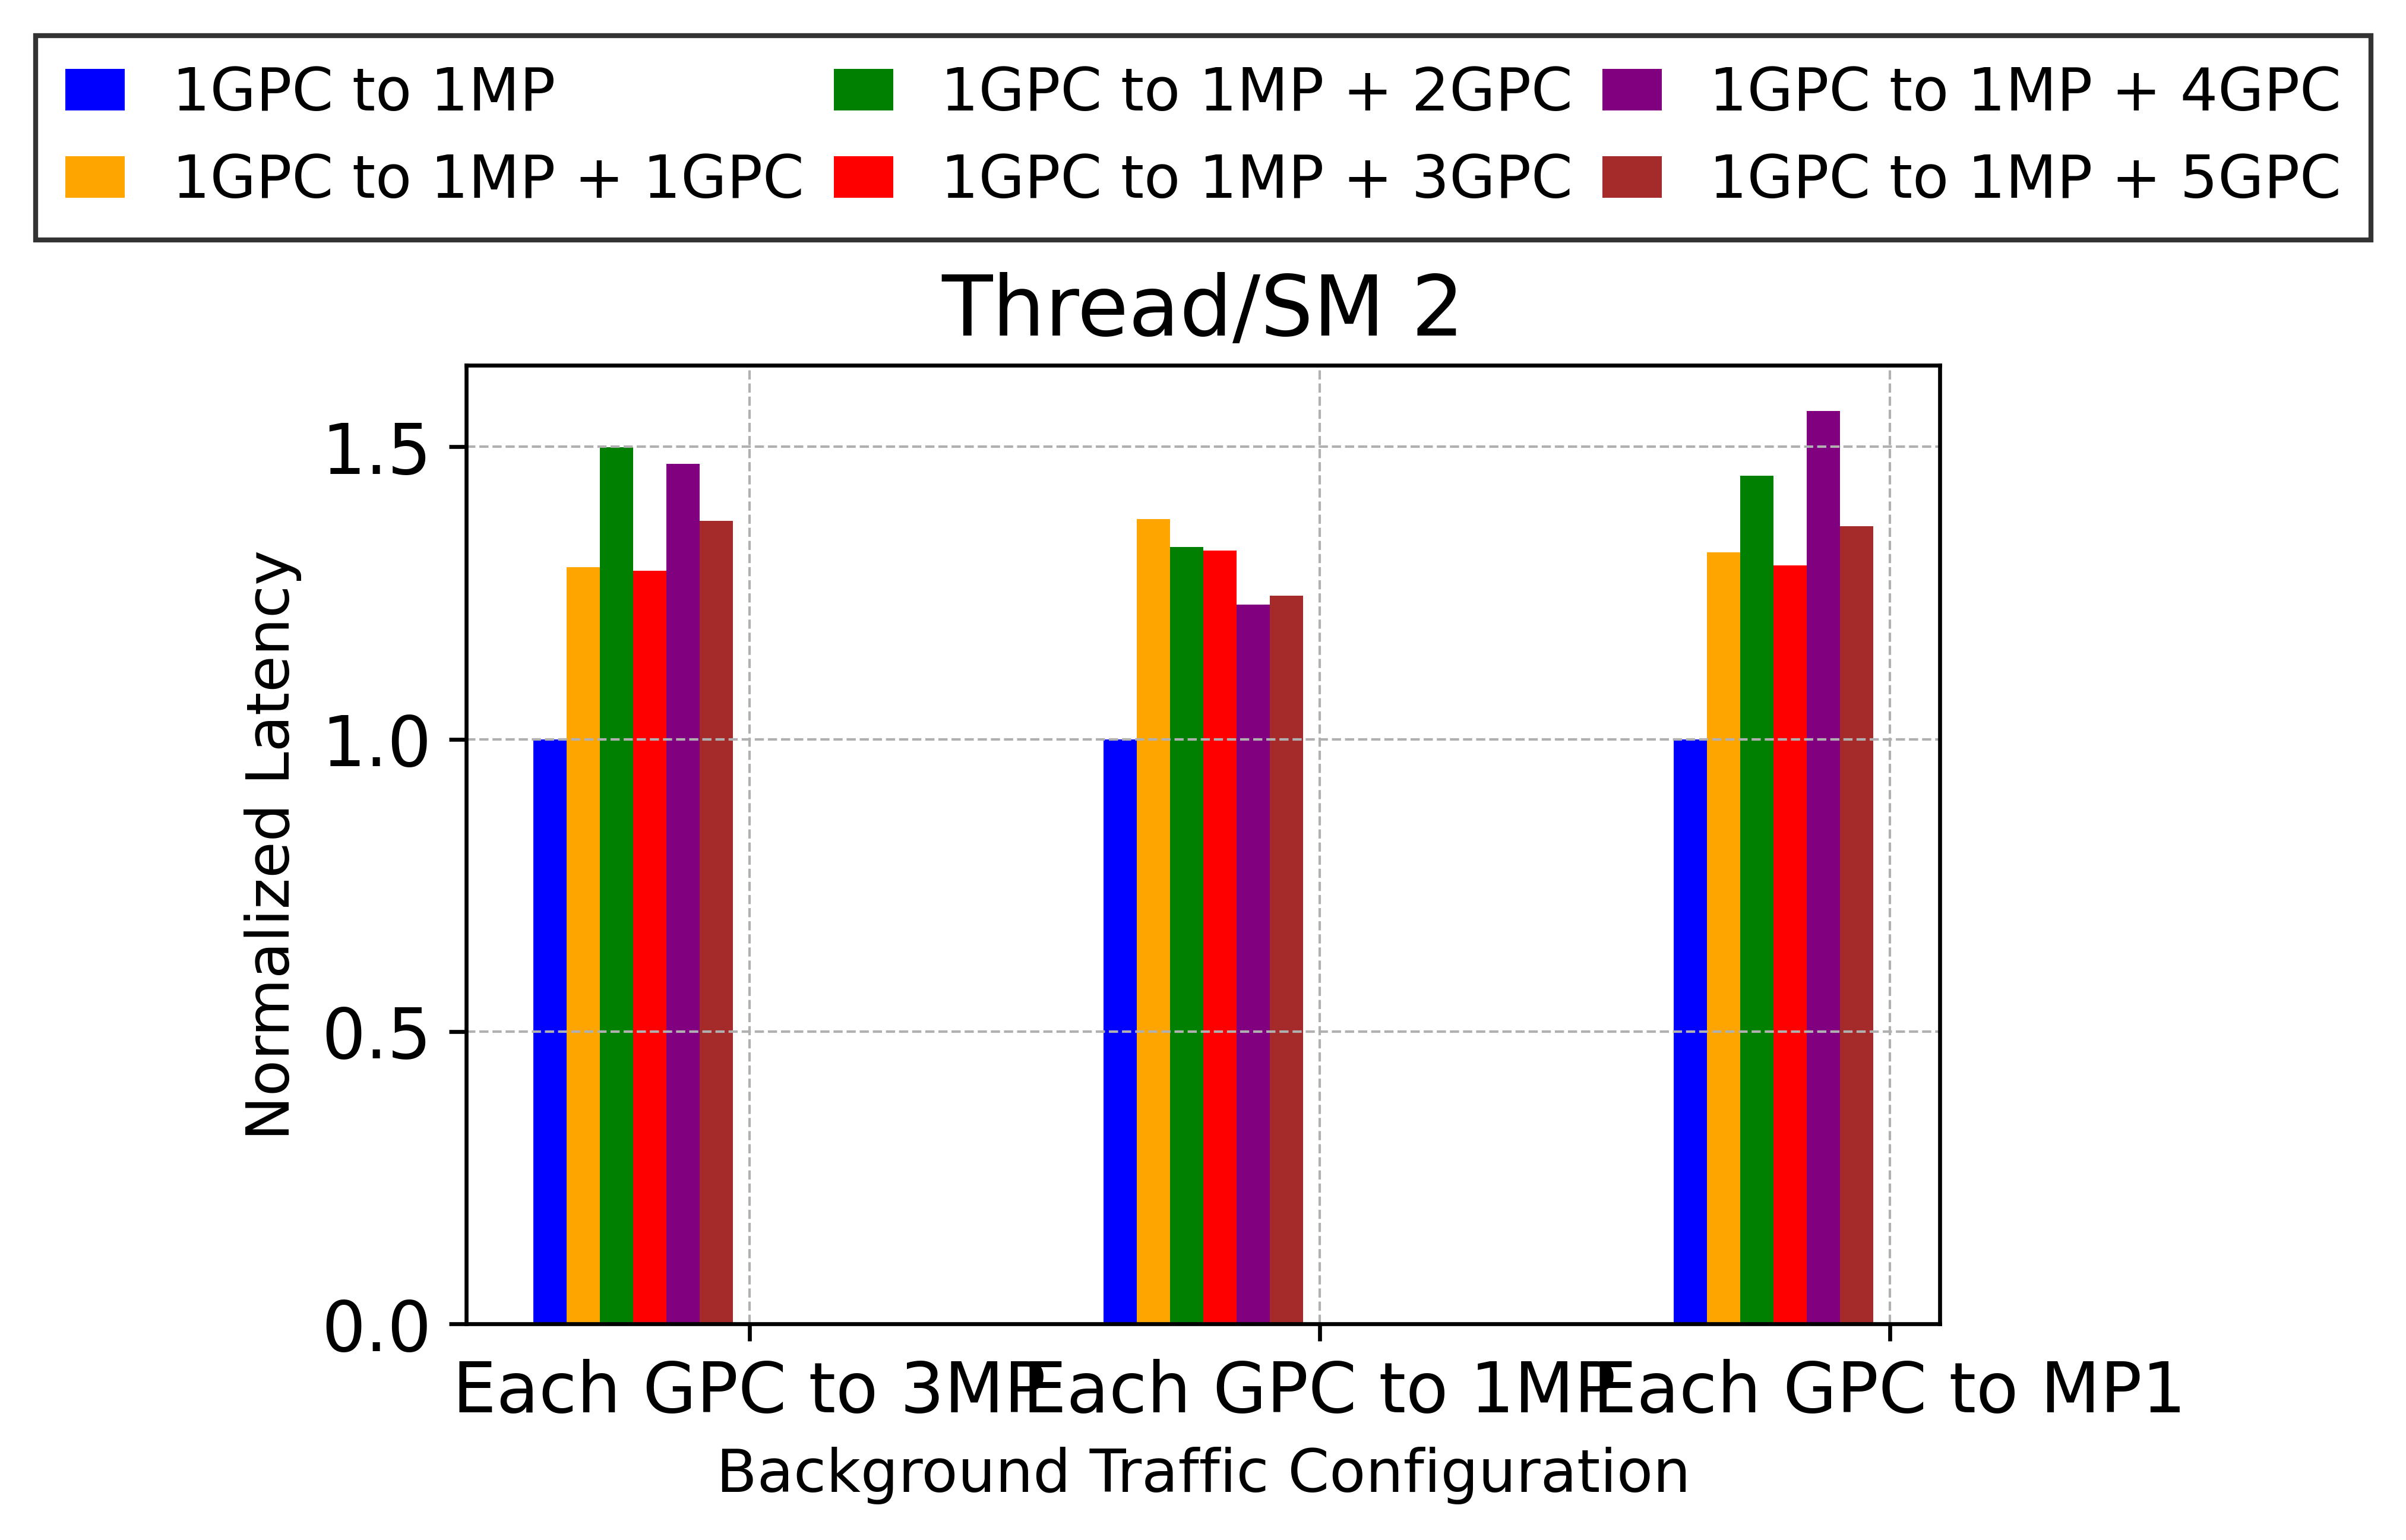 1GPC to 1MP
1GPC to 1MP + 1GPC
1GPC to 1MP + 2GPC
1GPC to 1MP + 3GPC
1GPC to 1MP + 4GPC
1GPC to 1MP + 5GPC
Thread/SM 2
Normalized Latency
1.5
1.0
0.5
0.0
Each GPC to 3MP
Each GPC to 1MP
Each GPC to MP1
Background Traffic Configuration